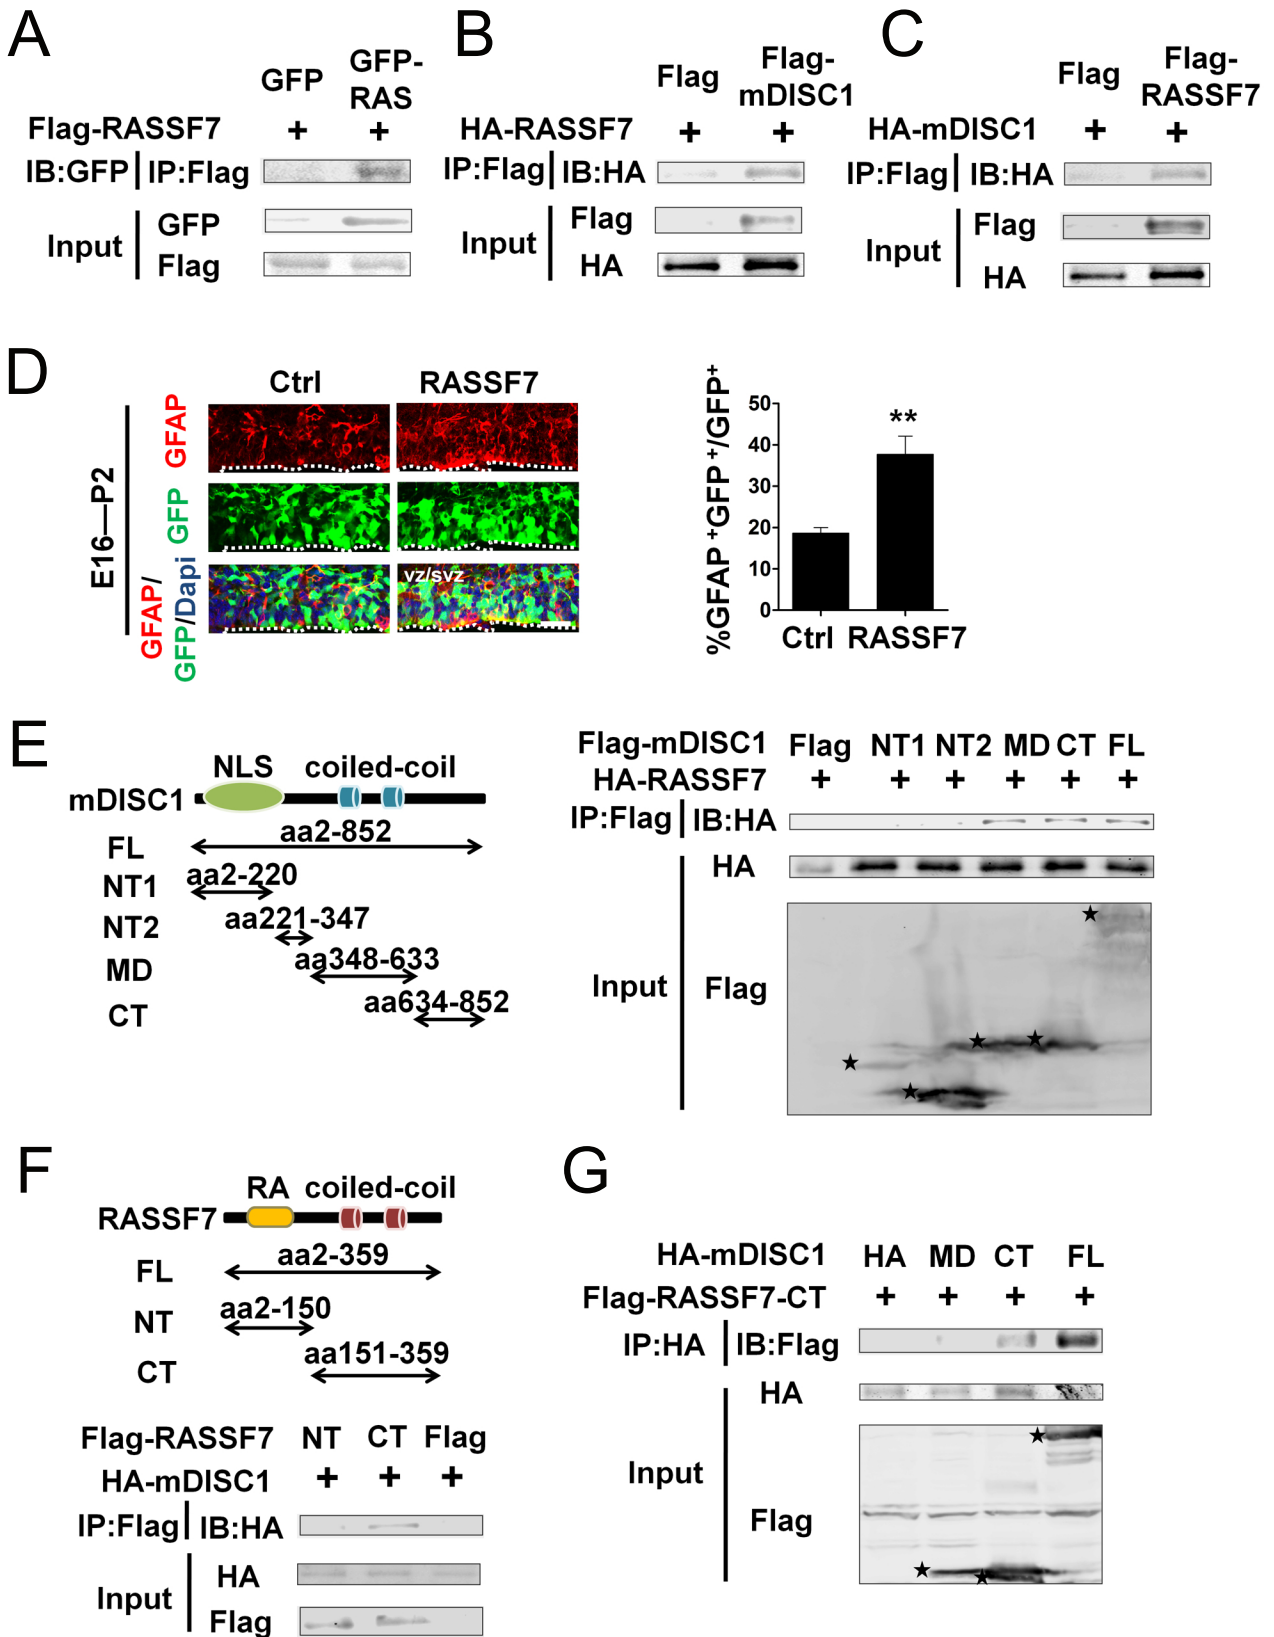 A
GFP
GFP-
RAS
Flag-RASSF7
+ +
IB:GFP IP:Flag
GFP
Input
Flag
B
Flag
Flag-
mDISC1
HA-RASSF7
+ +
IP:Flag IB:HA
Flag
Input
HA
C
Flag
Flag-
RASSF7
HA-mDISC1
+ +
IP:Flag IB:HA
Flag
Input
HA
D
Ctrl RASSF7
E16—P2
GFAP
GFP
GFAP/
GFP/Dapi
vz/svz
%GFAP+GFP+/GFP+
50
40
30
20
10
0
**
Ctrl RASSF7
E
NLS coiled-coil
mDISC1
FL aa2-852
NT1 aa2-220
NT2 aa221-347
MD aa348-633
CT aa634-852
Flag-mDISC1 Flag NT1 NT2 MD CT FL
HA-RASSF7 + + + + + +
IP:Flag IB:HA
HA
Input Flag
F
RA coiled-coil
RASSF7
FL aa2-359
NT aa2-150
CT aa151-359
Flag-RASSF7 NT CT Flag
HA-mDISC1 + + +
IP:Flag IB:HA
HA
Input
Flag
G
HA-mDISC1 HA MD CT FL
Flag-RASSF7-CT + + + +
IP:HA IB:Flag
HA
Input
Flag